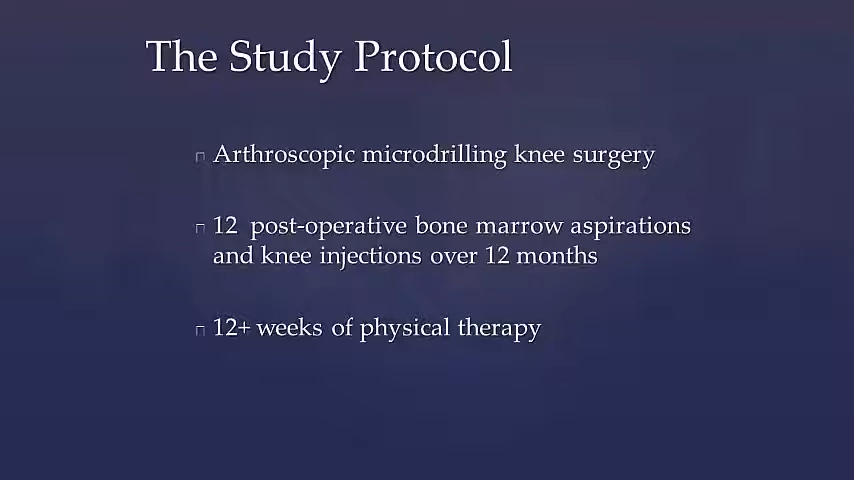 The Study Protocol
Arthroscopic microdrilling knee surgery
12 post-operative bone marrow aspirations
and knee injections over 12 months
12+ weeks of physical therapy